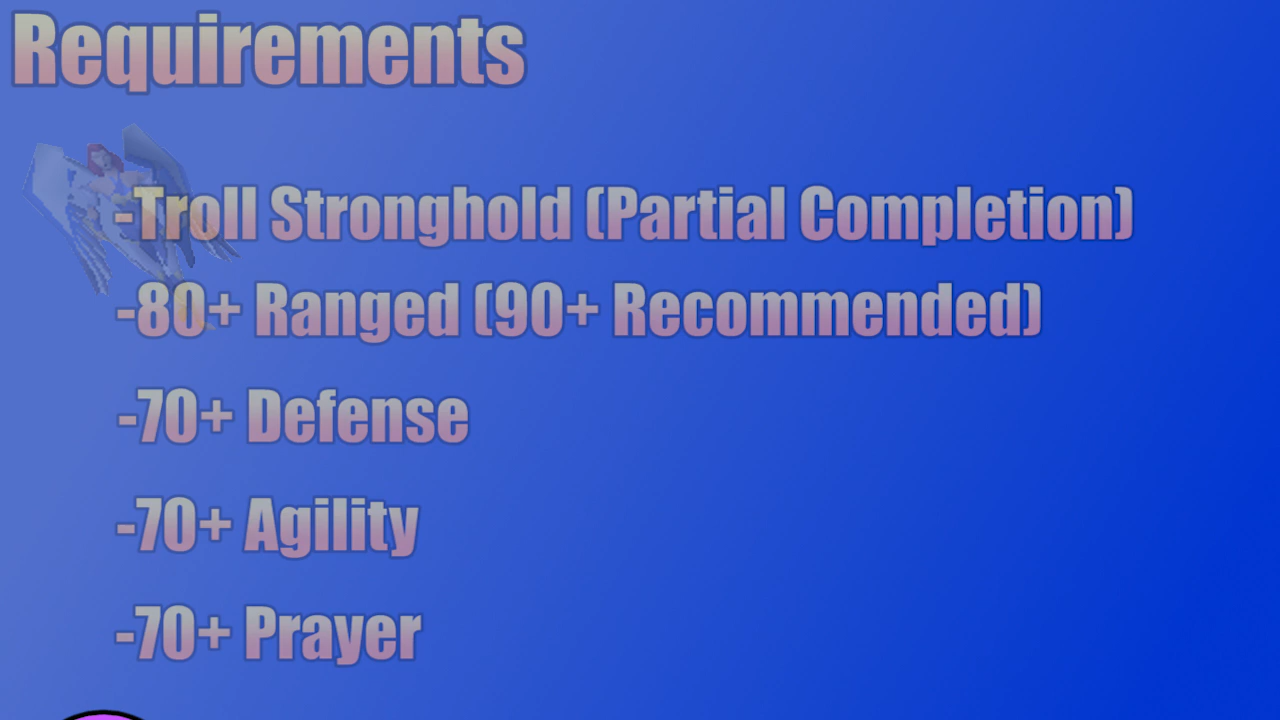 Requirements
-Troll Stronghold (Partial Completion)
-80+ Ranged (90+ Recommended)
-70+ Defense
-70+ Agility
-70+ Prayer